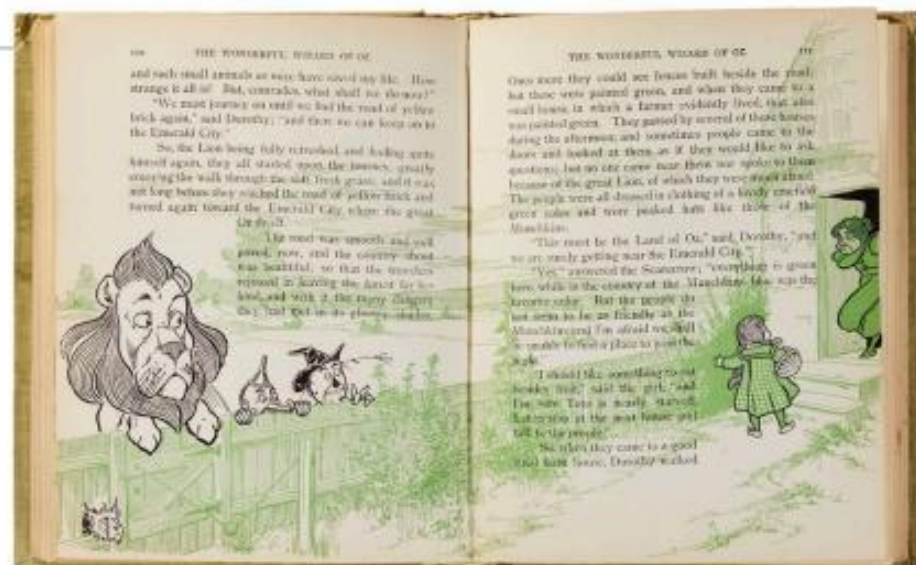 THE WONDERFUL WIZARD OF OZ.
and such small animals as mice have saved my life. How
strange it all is! But, comrades, what shall we do now?"
"We must journey on until we find the road of yellow
brick again," said Dorothy; "and then we can keep on to
the Emerald City."
So, the Lion being fully refreshed, and feeling quite
himself again, they all started upon the journey, greatly
enjoying the walk through the soft, fresh grass; and it was
not long before they reached the road of yellow brick and
turned again toward the Emerald City where the great
Oz dwelt.
The road was smooth and well
paved, now, and the country about
was beautiful; so that the travelers
rejoiced in leaving the forest far be-
hind, and with it the many dangers
they had met in its gloomy shades.
THE WONDERFUL WIZARD OF OZ.
Once more they could see fences built beside the road;
but these were painted green, and when they came to a
small house, in which a farmer evidently lived, that also
was painted green. They passed by several of these houses
during the afternoon, and sometimes people came to the
doors and looked at them as if they would like to ask
questions; but no one came near them nor spoke to them
because of the great Lion, of which they were much afraid.
The people were all dressed in clothing of a lovely emerald
green color and wore peaked hats like those of the
Munchkins.
"This must be the Land of Oz," said Dorothy, "and
we are surely getting near the Emerald City."
"Yes," answered the Scarecrow; "everything is green
here, while in the country of the Munchkins blue was the
favorite color. But the people do
not seem to be as friendly as the
Munchkins and I'm afraid we shall
be unable to find a place to pass the
night."
"I should like something to eat
besides fruit," said the girl, "and
I'm sure Toto is nearly starved.
Let us stop at the next house and
talk to the people."
So, when they came to a good
sized farm house, Dorothy walked